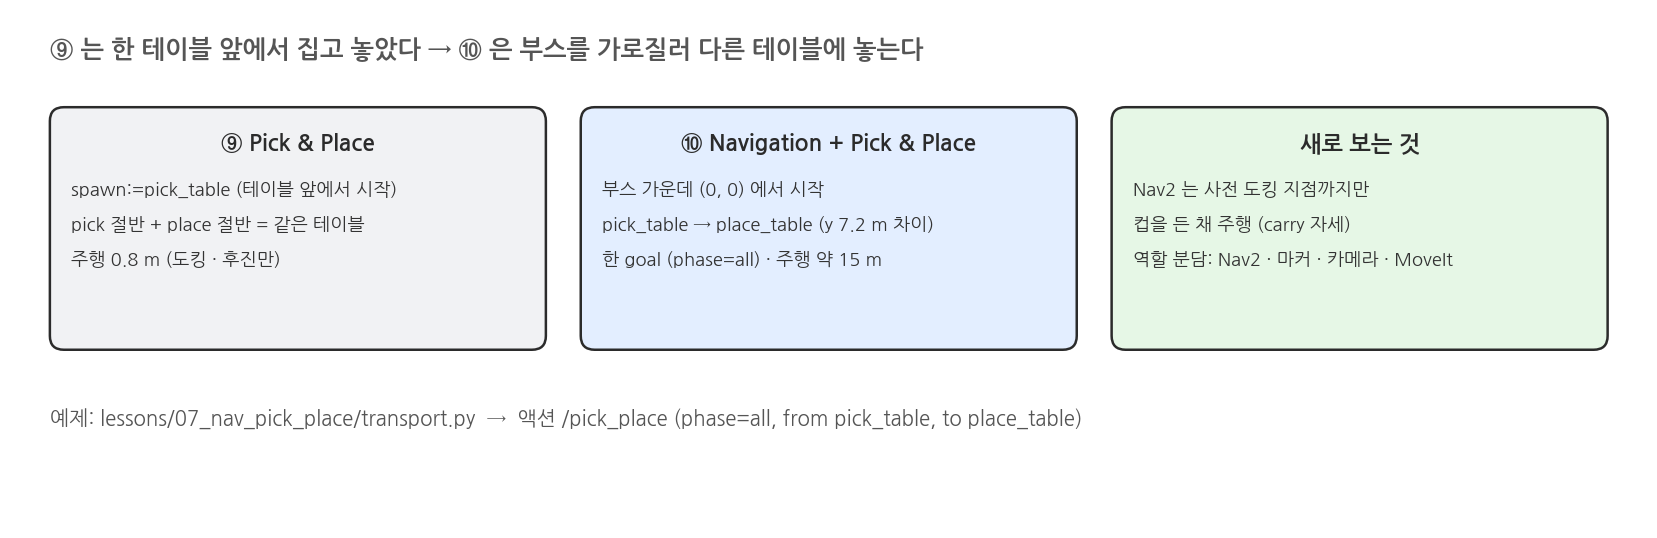 ⑨ 는 한 테이블 앞에서 집고 놓았다 → ⑩ 은 부스를 가로질러 다른 테이블에 놓는다
⑨ Pick & Place
spawn:=pick_table (테이블 앞에서 시작)
pick 절반 + place 절반 = 같은 테이블
주행 0.8 m (도킹 · 후진만)
⑩ Navigation + Pick & Place
부스 가운데 (0, 0) 에서 시작
pick_table → place_table (y 7.2 m 차이)
한 goal (phase=all) · 주행 약 15 m
새로 보는 것
Nav2 는 사전 도킹 지점까지만
컵을 든 채 주행 (carry 자세)
역할 분담: Nav2 · 마커 · 카메라 · MoveIt
예제: lessons/07_nav_pick_place/transport.py → 액션 /pick_place (phase=all, from pick_table, to place_table)